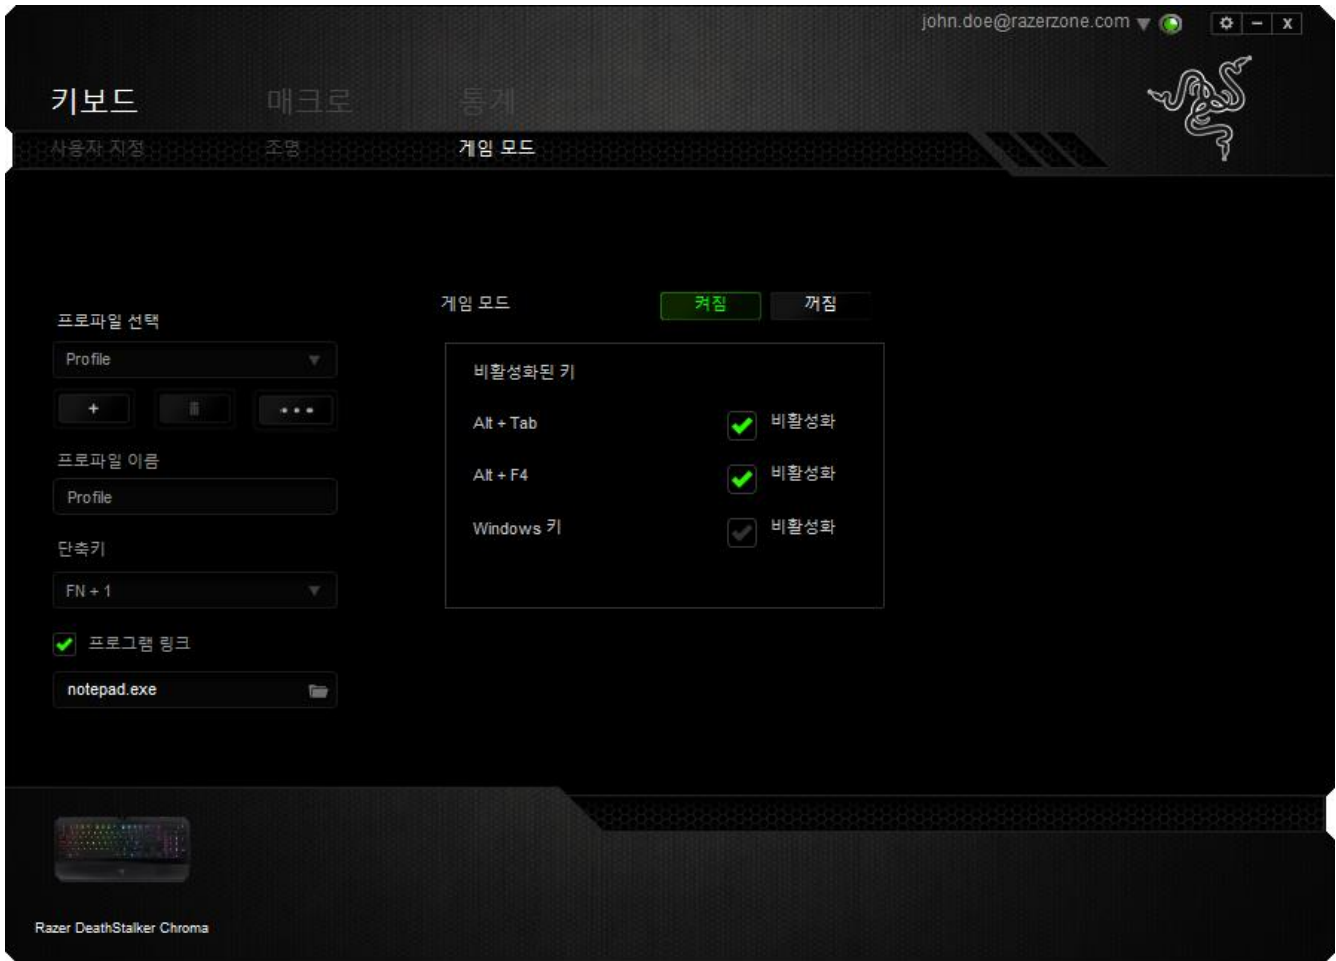 john.doe@razerzone.com
키보드 매크로 통계
사용자 지정 조명 게임 모드
프로파일 선택
Profile
프로파일 이름
Profile
단축키
FN + 1
프로그램 링크
notepad.exe
게임 모드 켜짐 꺼짐
비활성화된 키
Alt + Tab 비활성화
Alt + F4 비활성화
Windows 키 비활성화
Razer DeathStalker Chroma